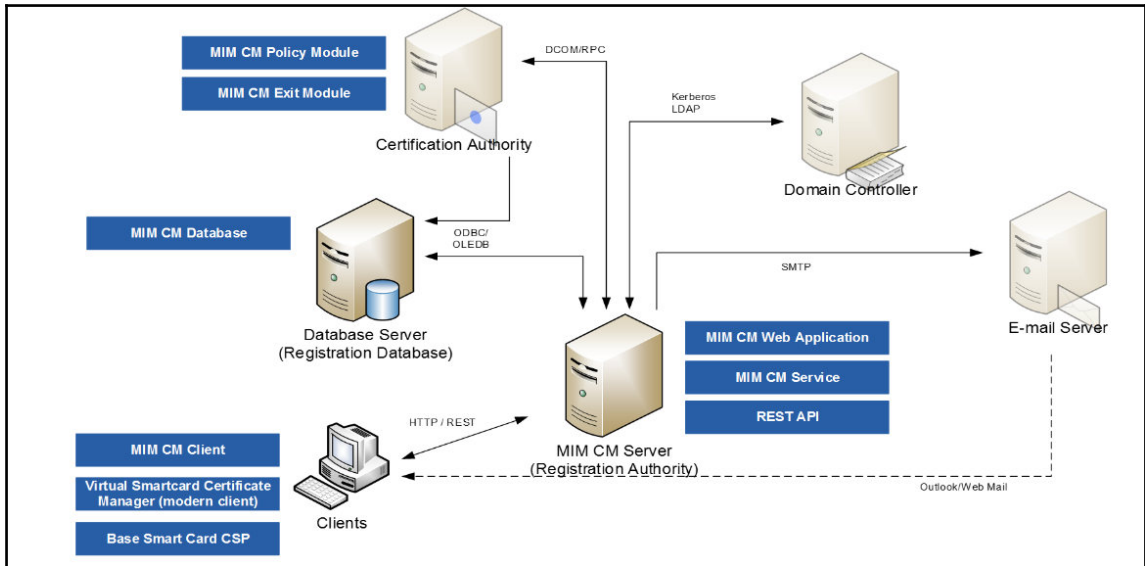 MIM CM Policy Module
MIM CM Exit Module
Certification Authority
DCOM/RPC
Kerberos
LDAP
Domain Controller
MIM CM Database
ODBC/
OLEDB
Database Server
(Registration Database)
SMTP
E-mail Server
MIM CM Web Application
MIM CM Service
REST API
MIM CM Server
(Registration Authority)
HTTP / REST
MIM CM Client
Virtual Smartcard Certificate
Manager (modern client)
Base Smart Card CSP
Clients
Outlook/Web Mail